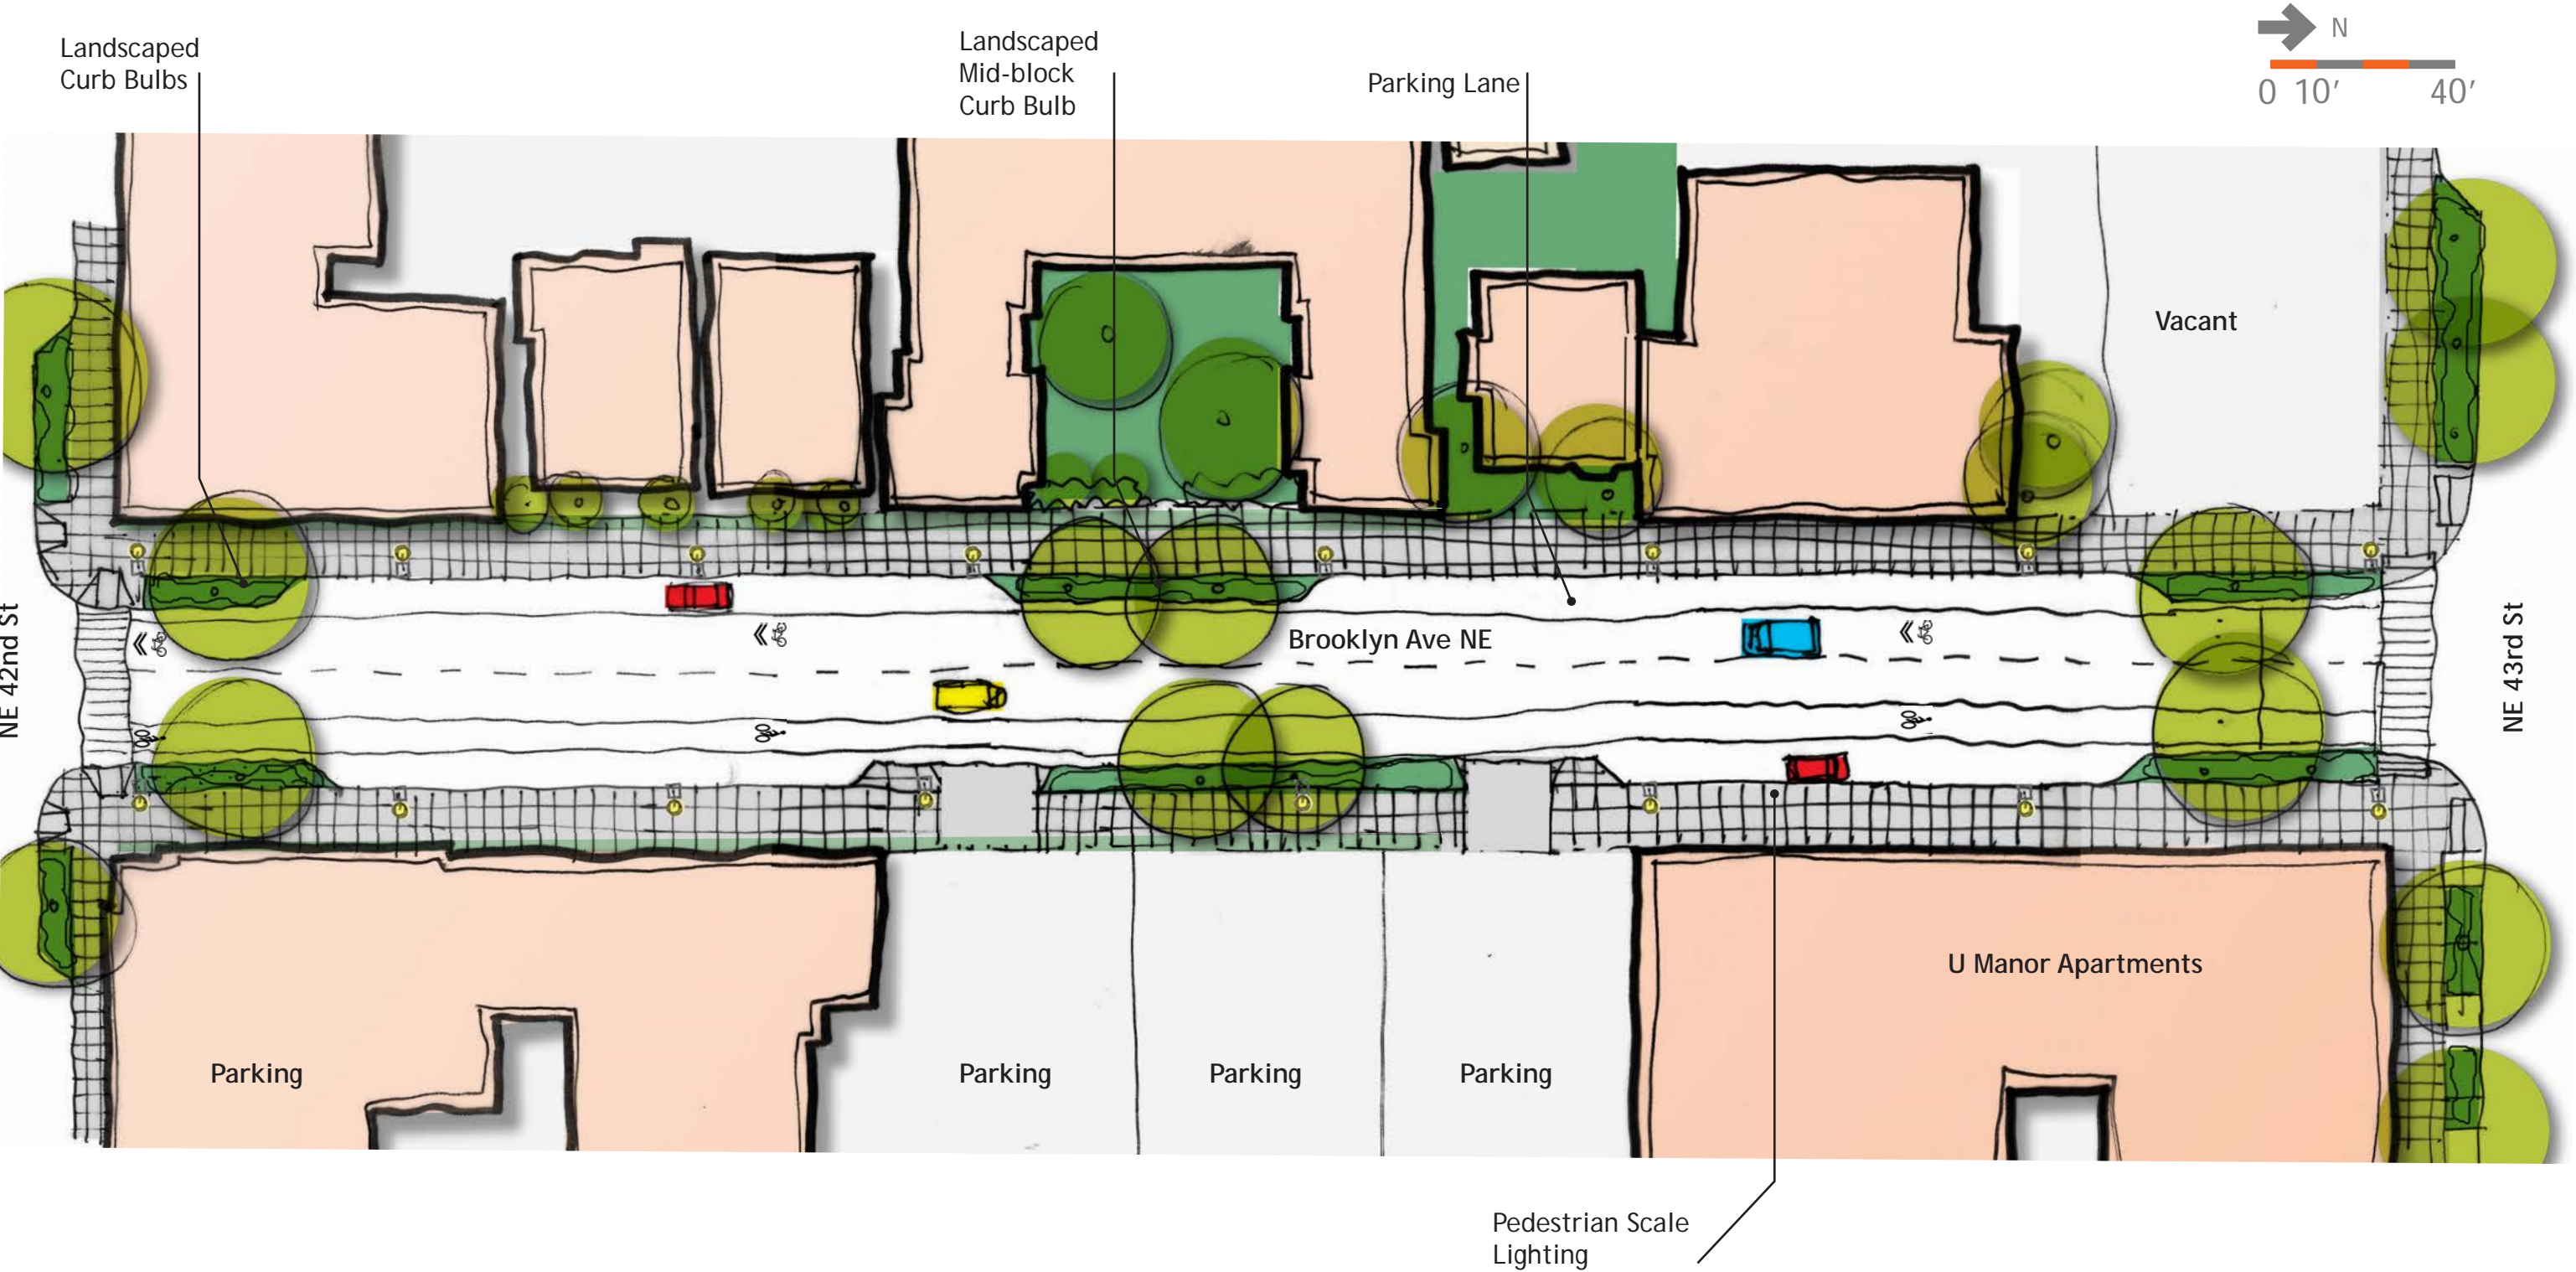 Landscaped
Curb Bulbs
Landscaped
Mid-block
Curb Bulb
Parking Lane
N
0 10′ 40′
Vacant
Brooklyn Ave NE
NE 42nd St
NE 43rd St
U Manor Apartments
Parking
Parking
Parking
Parking
Pedestrian Scale
Lighting